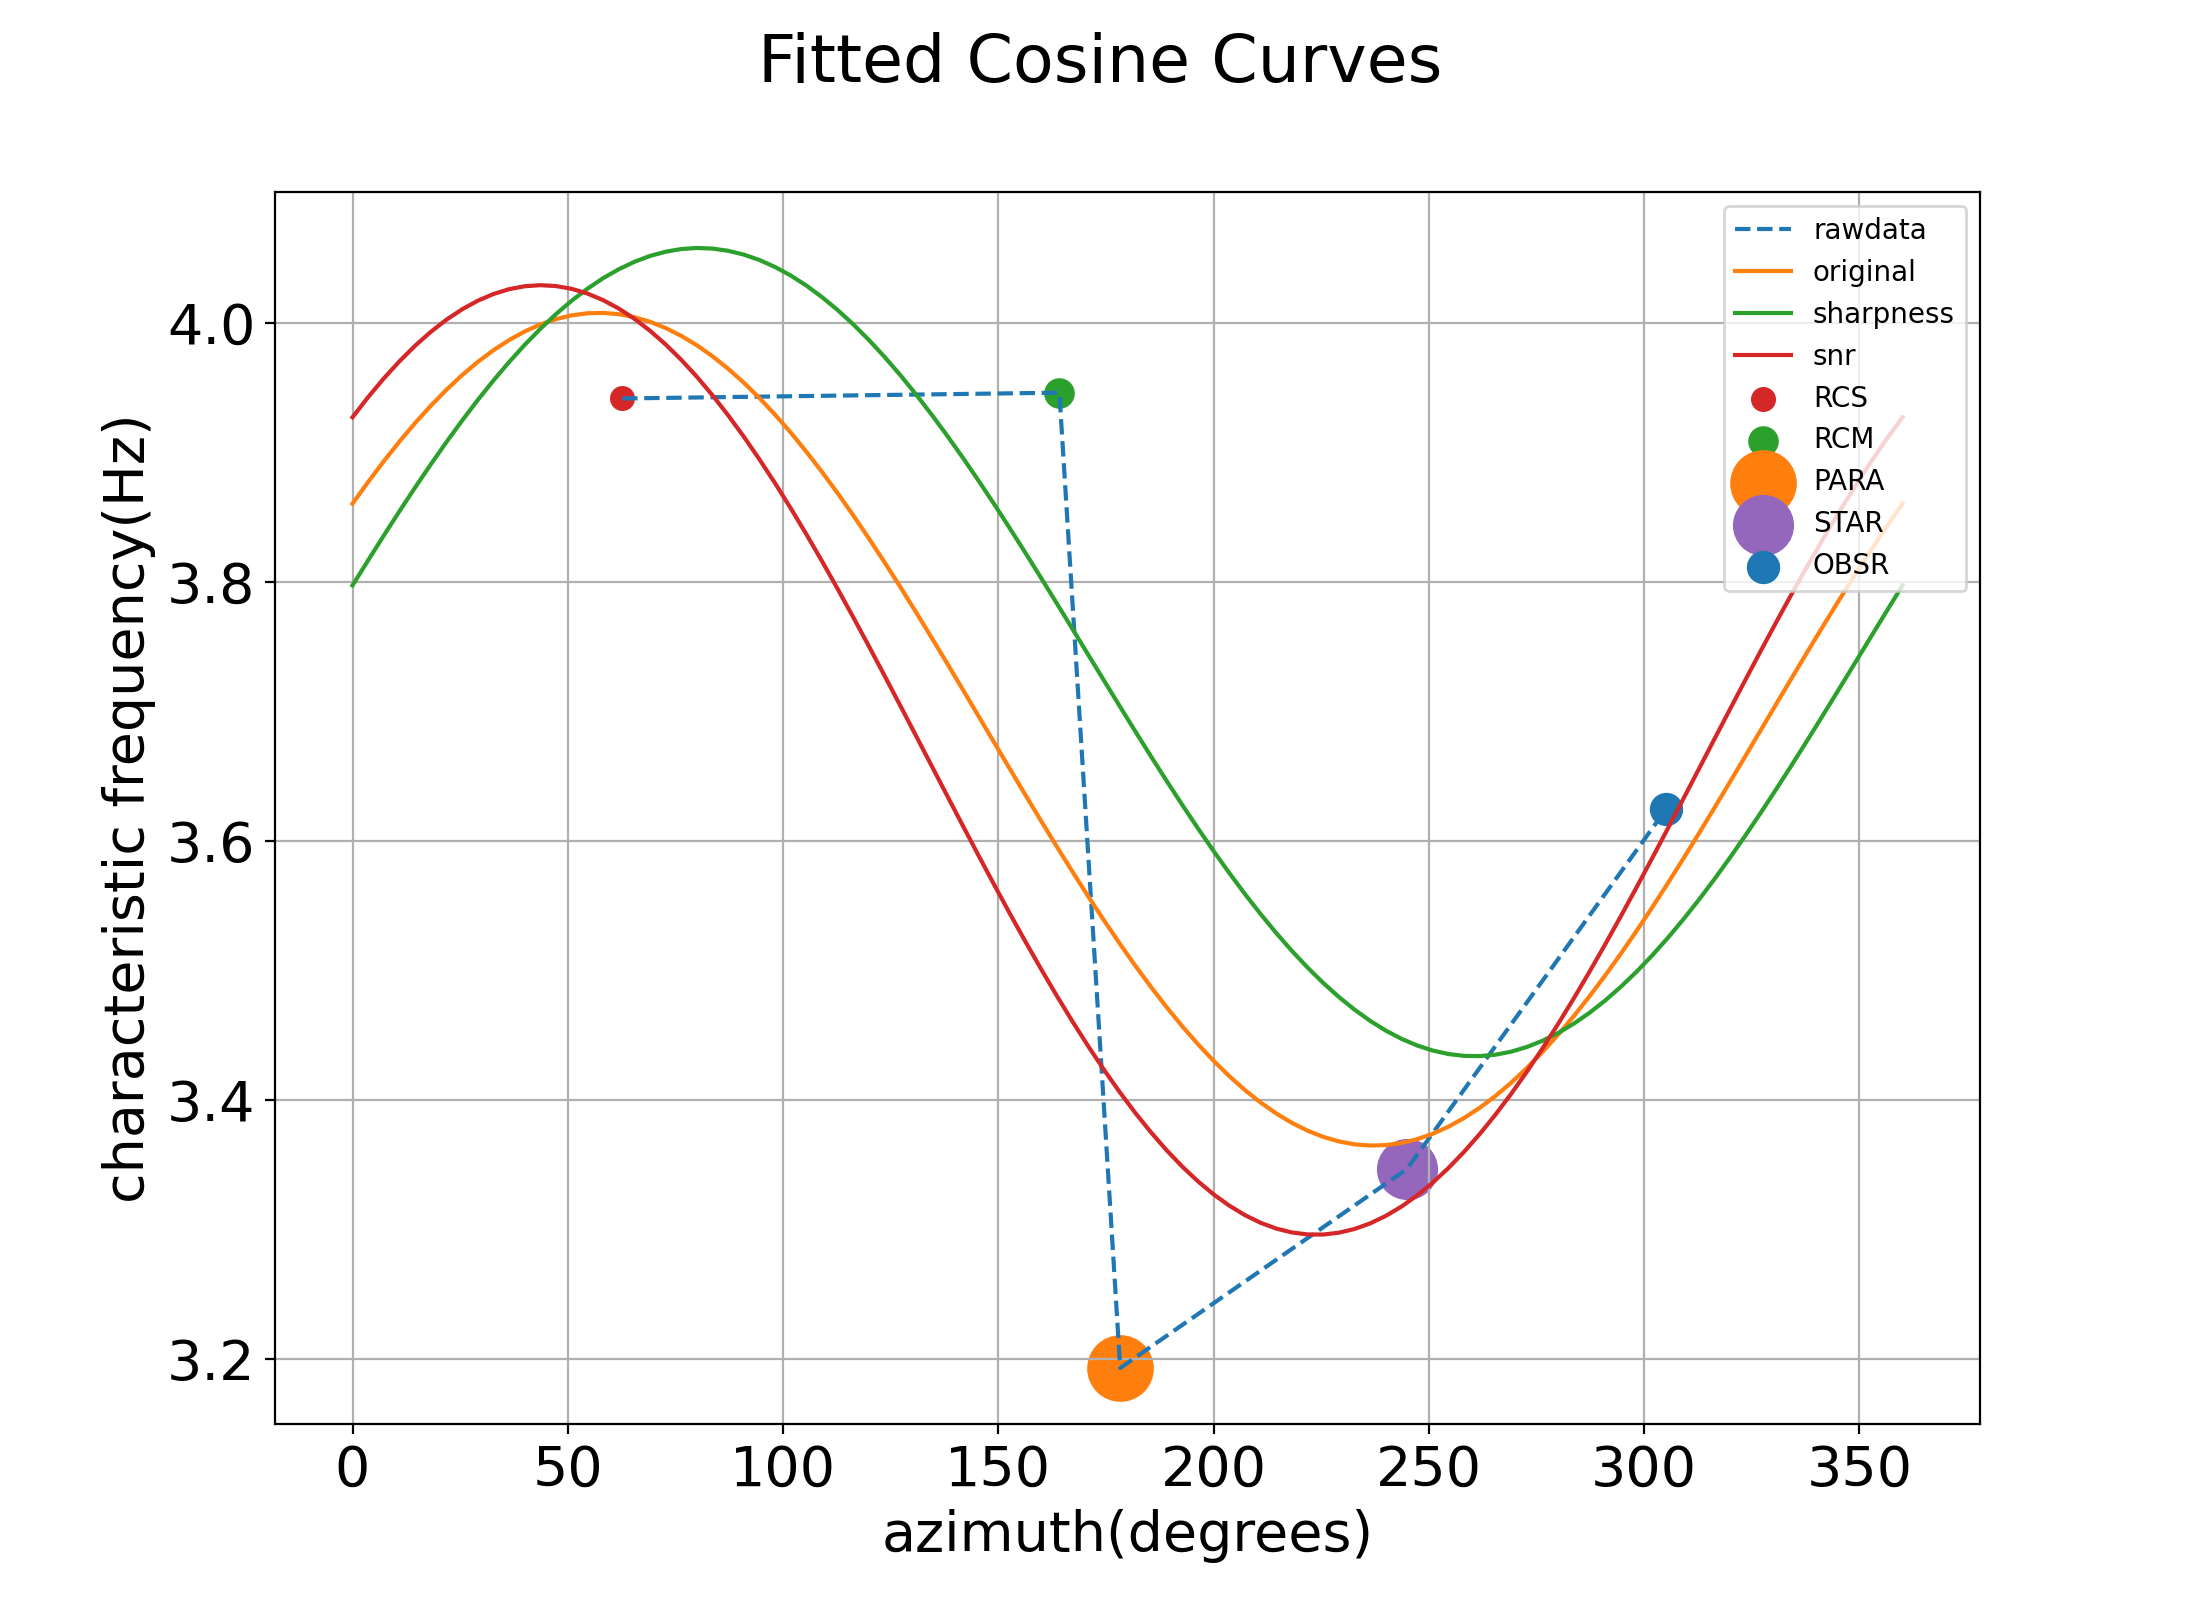 Fitted Cosine Curves
rawdata
original
sharpness
snr
RCS
RCM
PARA
STAR
OBSR
4.0
3.8
3.6
3.4
3.2
characteristic frequency(Hz)
0 50 100 150 200 250 300 350
azimuth(degrees)